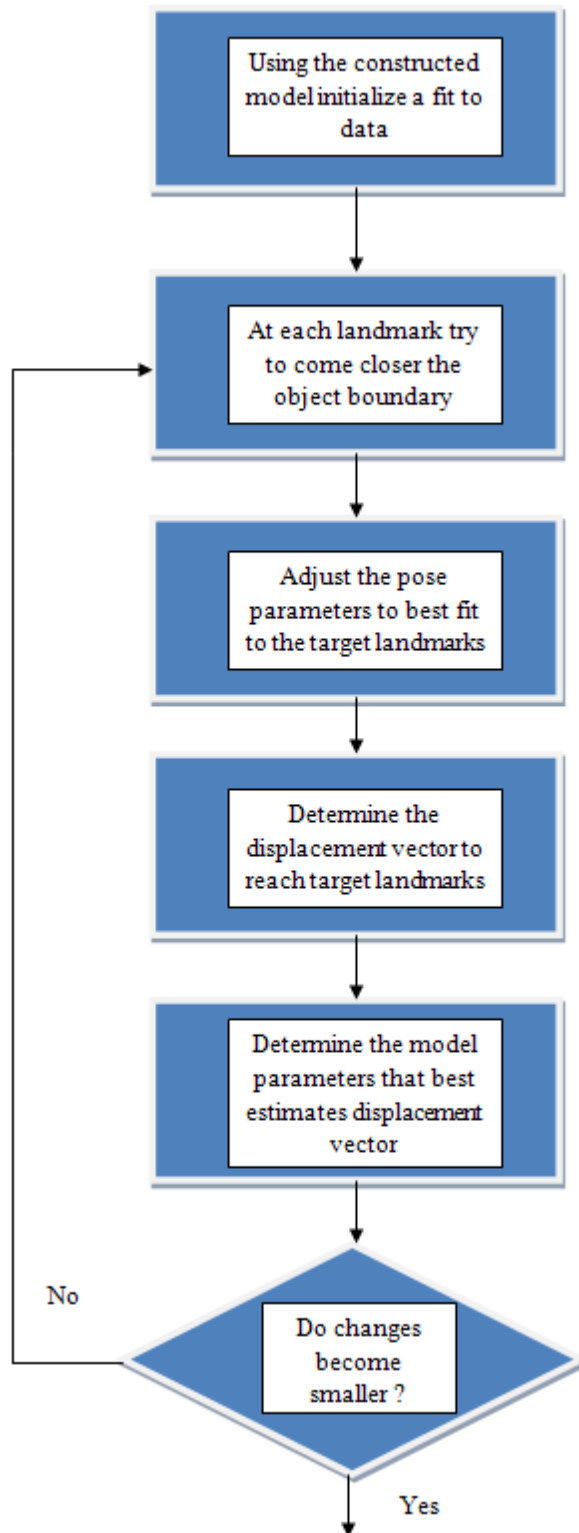 Using the constructed
model initialize a fit to
data
At each landmark try
to come closer the
object boundary
Adjust the pose
parameters to best fit
to the target landmarks
Determine the
displacement vector to
reach target landmarks
Determine the model
parameters that best
estimates displacement
vector
No
Do changes
become
smaller ?
Yes